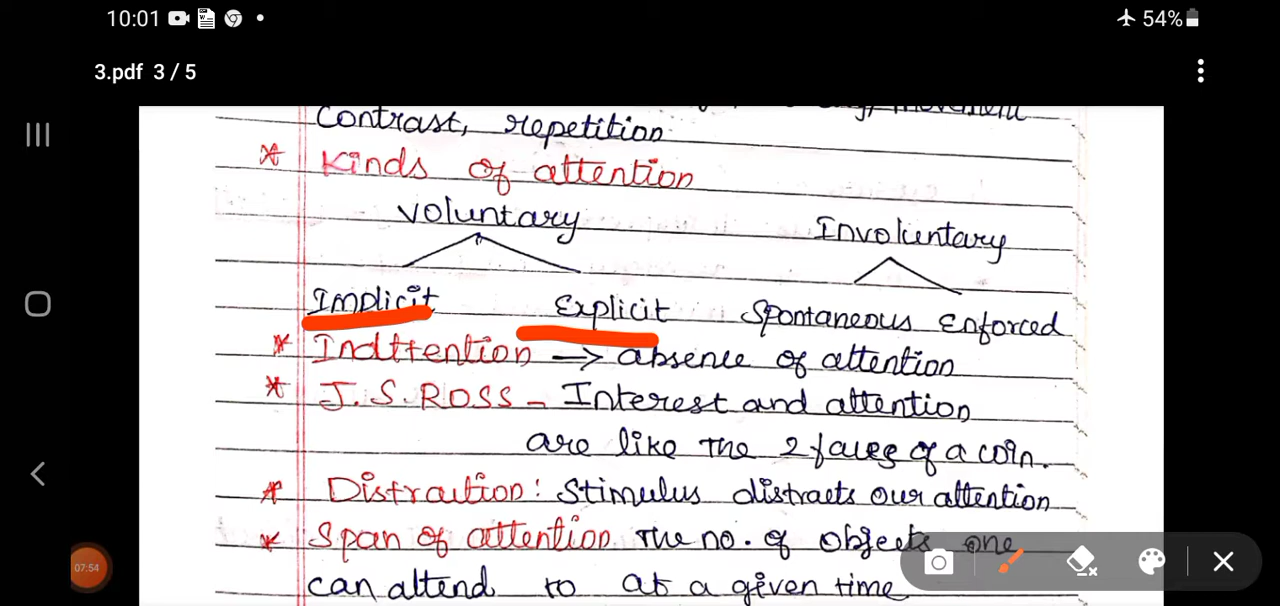 10:01
54%
3.pdf 3 / 5
movement
Contrast, repetition
* Kinds of attention
Voluntary Involuntary
Implicit Explicit Spontaneous Enforced
* Inattention → absence of attention
* J.S. ROSS - Interest and attention
are like the 2 faces of a coin.
* Distraction: Stimulus distracts our attention
* Span of attention. The no. of objects one
can attend to at a given time
07:54